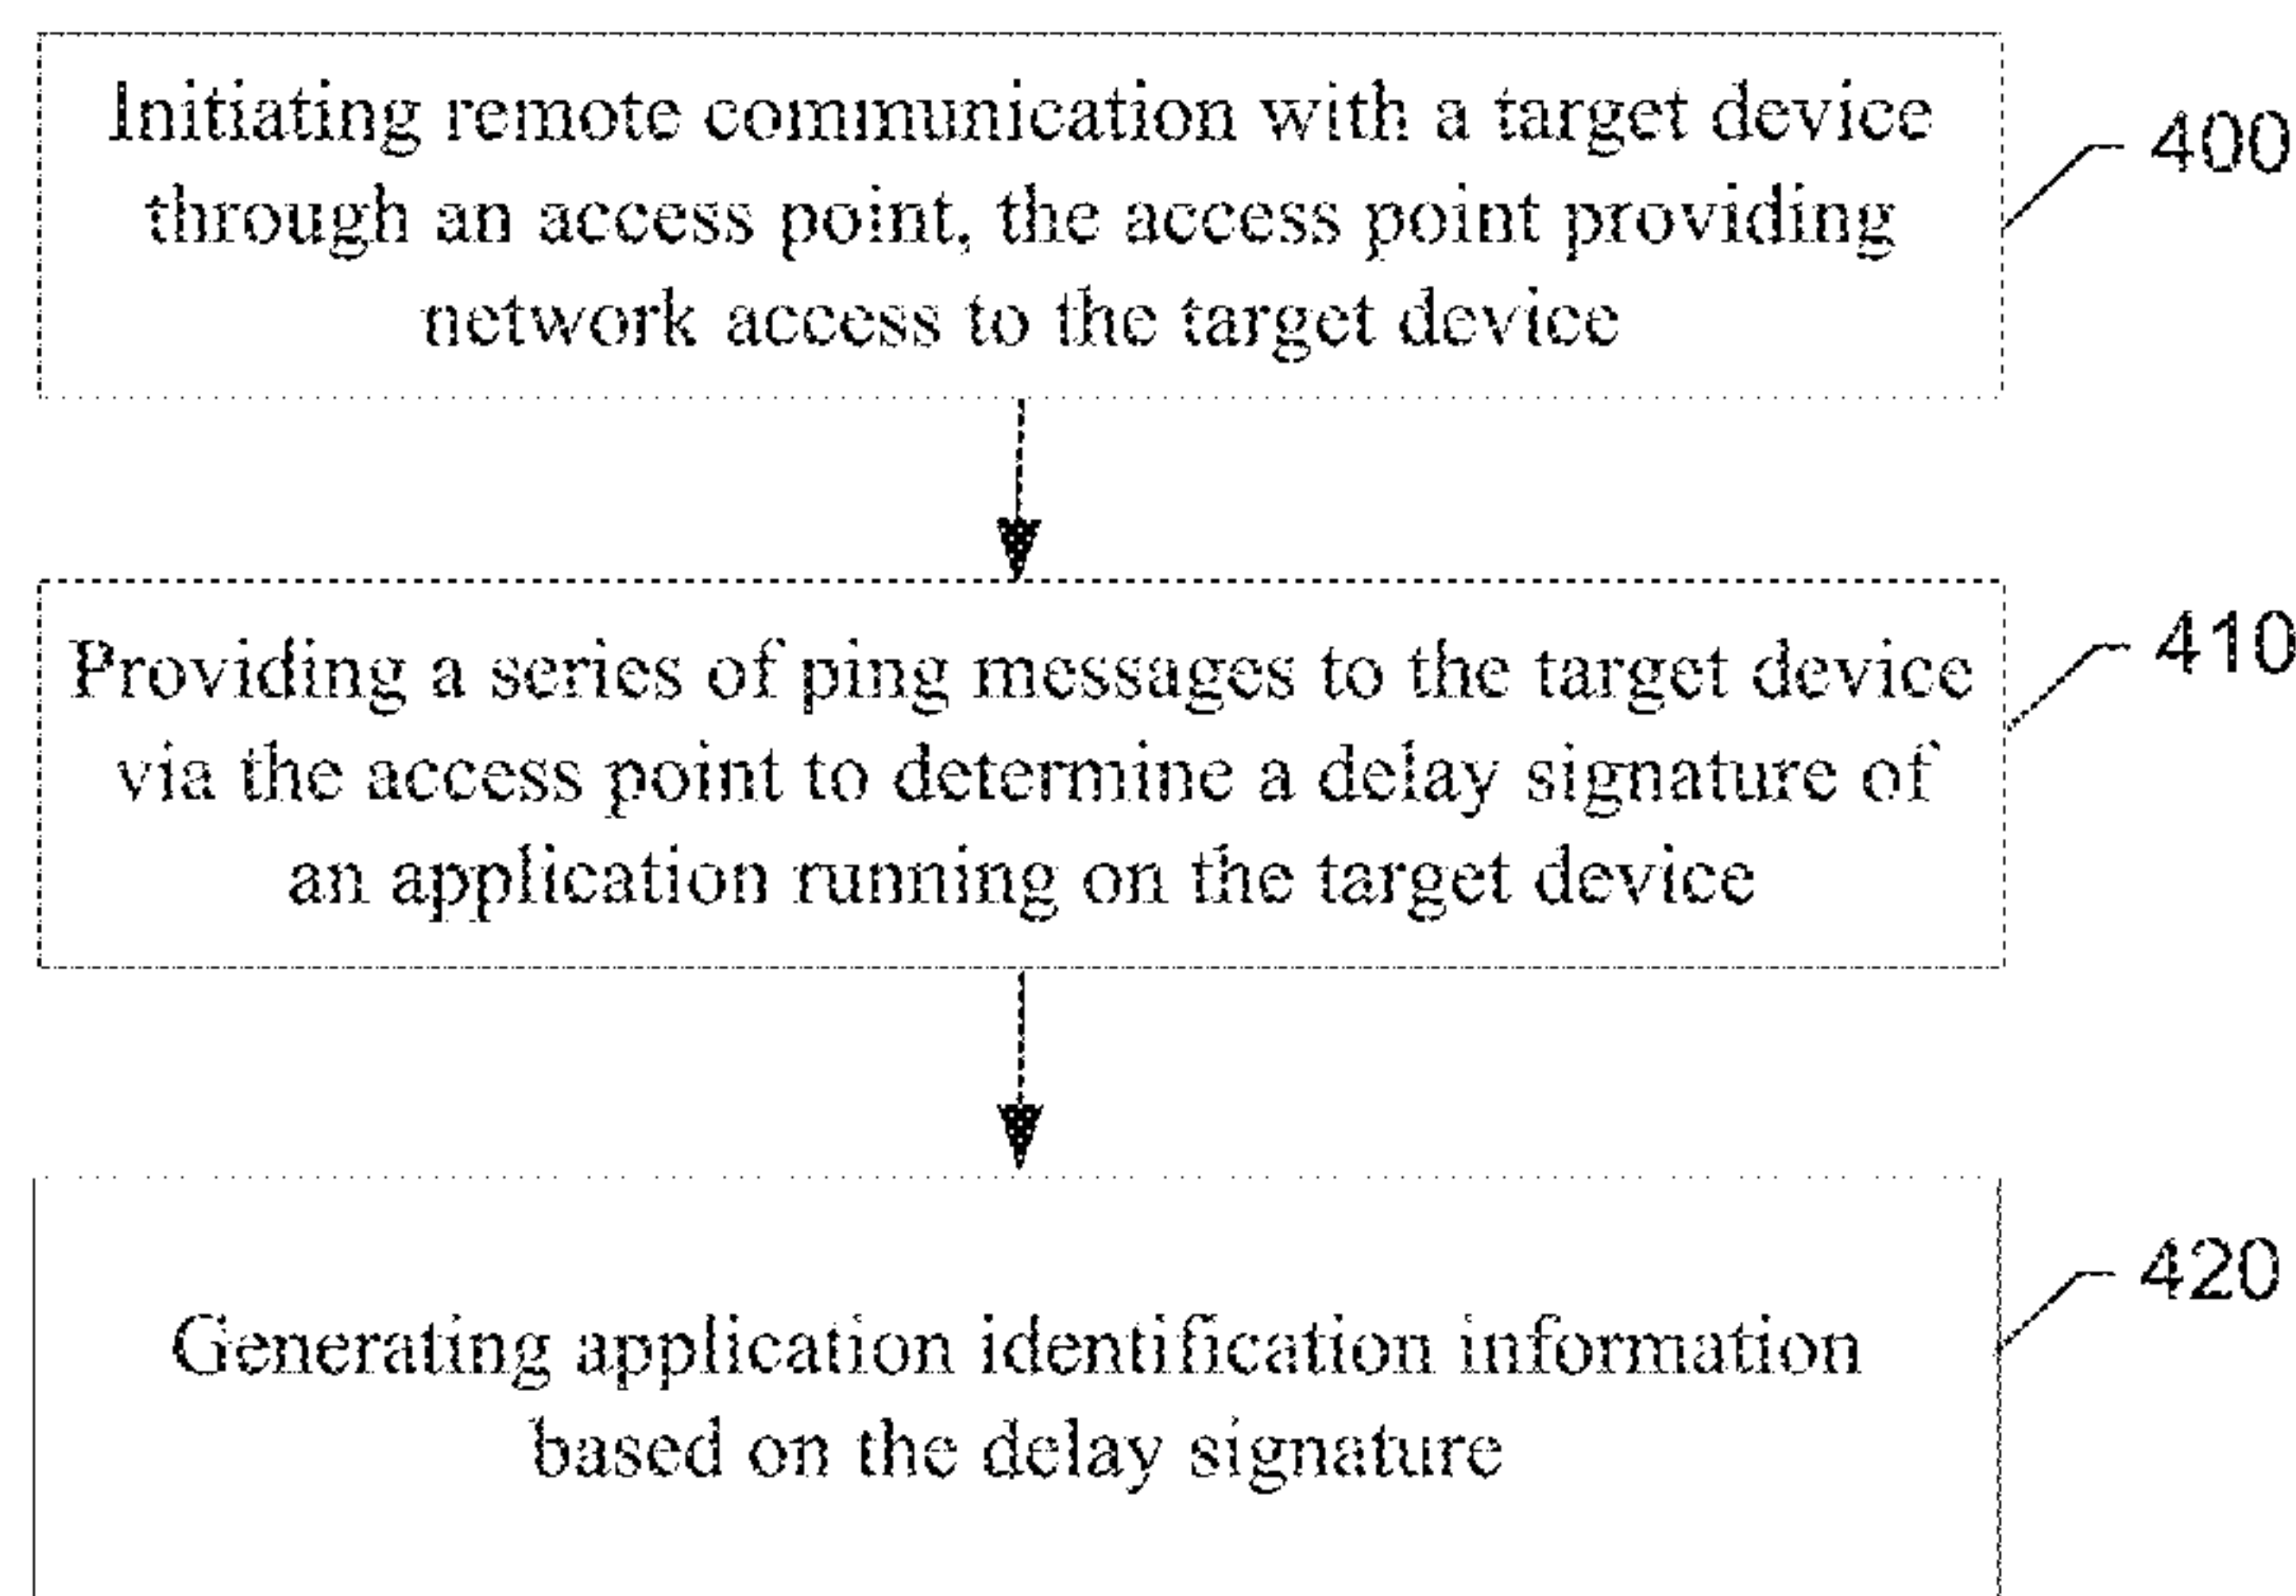 Initiating remote communication with a target device
through an access point, the access point providing
network access to the target device
400
Providing a series of ping messages to the target device
via the access point to determine a delay signature of
an application running on the target device
410
Generating application identification information
based on the delay signature
420